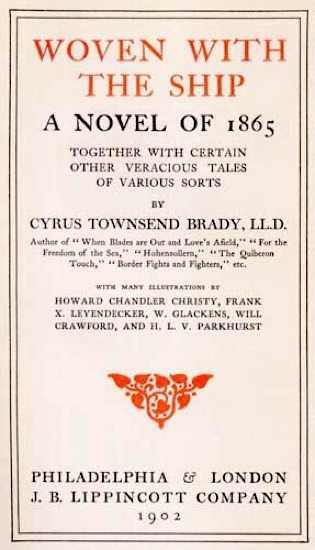 WOVEN WITH
THE SHIP
A NOVEL OF 1865
TOGETHER WITH CERTAIN
OTHER VERACIOUS TALES
OF VARIOUS SORTS
BY
CYRUS TOWNSEND BRADY, LL.D.
Author of "When Blades are Out and Love's Afield," "For the
Freedom of the Sea," "Hohenzollern," "The Quiberon
Touch," "Border Fights and Fighters," etc.
WITH MANY ILLUSTRATIONS BY
HOWARD CHANDLER CHRISTY, FRANK
X. LEYENDECKER, W. GLACKENS, WILL
CRAWFORD, AND H. L. V. PARKHURST
PHILADELPHIA & LONDON
J. B. LIPPINCOTT COMPANY
1902